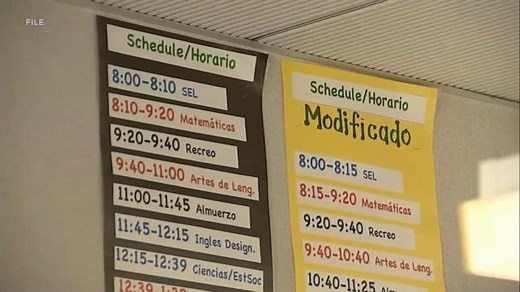 FILE
Schedule/Horario
8:00-8:10 SEL
8:10-9:20 Matemáticas
9:20-9:40 Recreo
9:40-11:00 Artes de Leng.
11:00-11:45 Almuerzo
11:45-12:15 Ingles Design.
12:15-12:39 Ciencias/EstSoc
Schedule/Horario
Modificado
8:00-8:15 SEL
8:15-9:20 Matemáticas
9:20-9:40 Recreo
9:40-10:40 Artes de Leng.
10:40-11:25